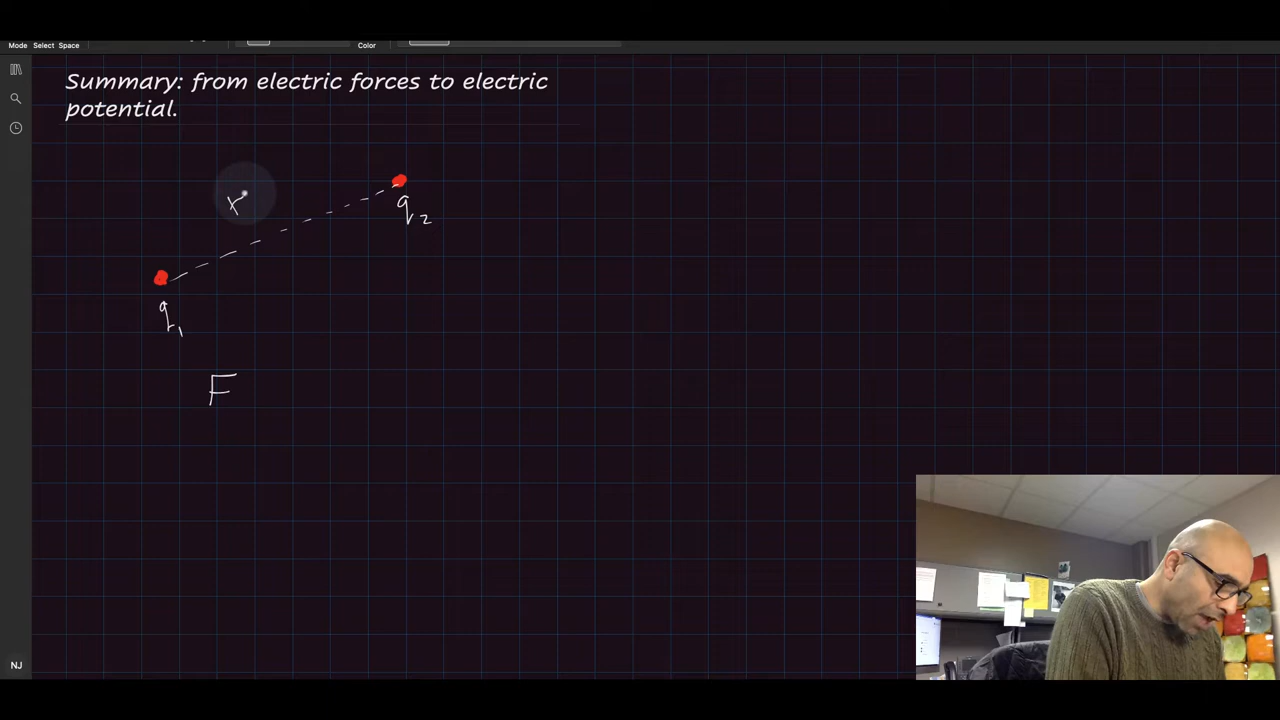 Mode Select Space Color
Summary: from electric forces to electric
potential.
r
q2
q1
F
NJ